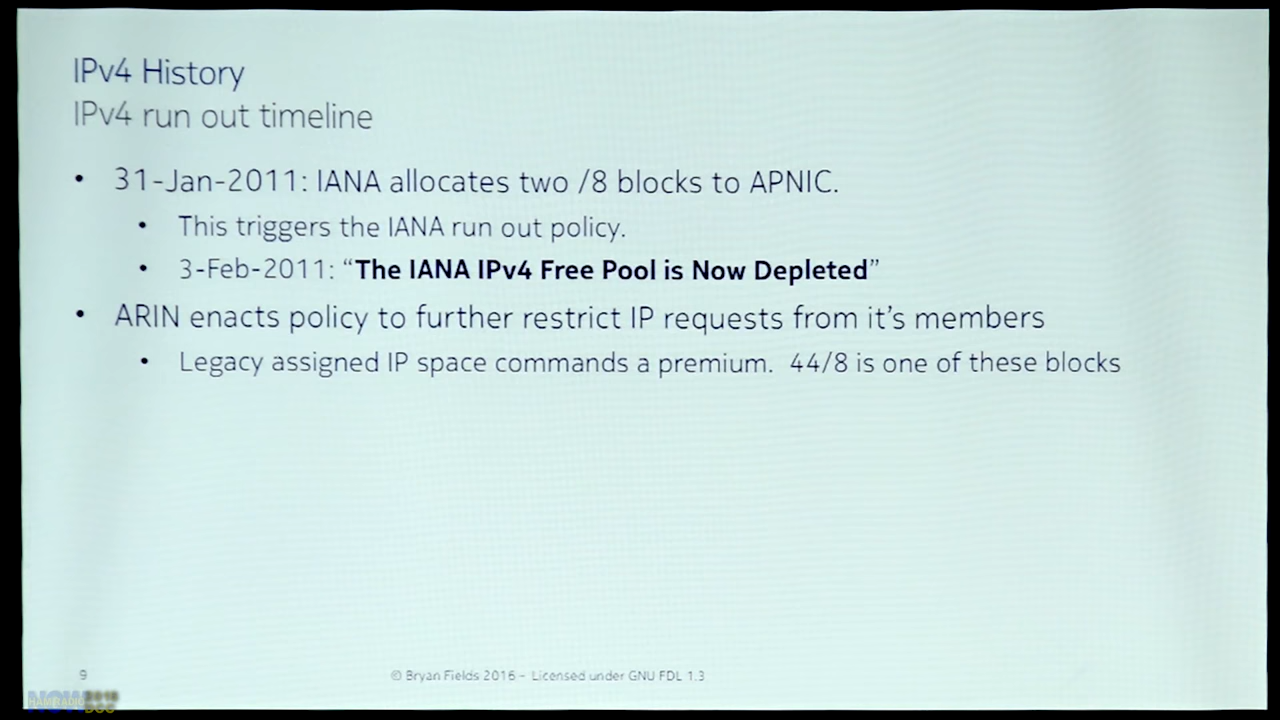 IPv4 History
IPv4 run out timeline
• 31-Jan-2011: IANA allocates two /8 blocks to APNIC.
• This triggers the IANA run out policy.
• 3-Feb-2011: “The IANA IPv4 Free Pool is Now Depleted”
• ARIN enacts policy to further restrict IP requests from it’s members
• Legacy assigned IP space commands a premium.  44/8 is one of these blocks
9
© Bryan Fields 2016 – Licensed under GNU FDL 1.3